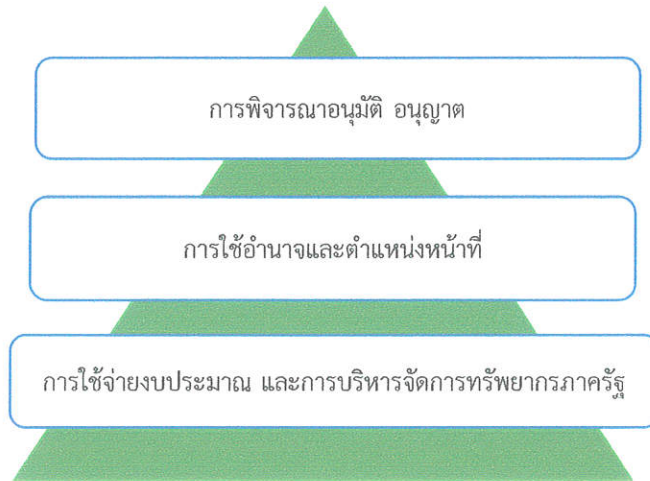 การพิจารณาอนุมัติ อนุญาต
การใช้อำนาจและตำแหน่งหน้าที่
การใช้จ่ายงบประมาณ และการบริหารจัดการทรัพยากรภาครัฐ